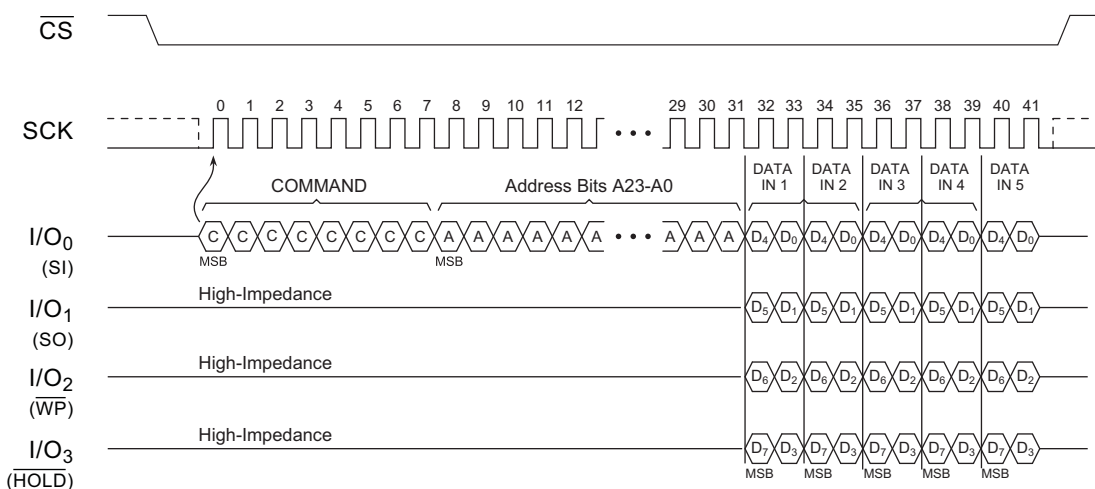 CS
0 1 2 3 4 5 6 7 8 9 10 11 12 29 30 31 32 33 34 35 36 37 38 39 40 41
SCK
COMMAND Address Bits A23-A0 DATA IN 1 DATA IN 2 DATA IN 3 DATA IN 4 DATA IN 5
I/O0 (SI) C C C C C C C C A A A A A A • • • A A A D4 D0 D4 D0 D4 D0 D4 D0 D4 D0
MSB MSB
High-Impedance
I/O1 (SO) D5 D1 D5 D1 D5 D1 D5 D1 D5 D1
High-Impedance
I/O2 (WP) D6 D2 D6 D2 D6 D2 D6 D2 D6 D2
High-Impedance
I/O3 (HOLD) D7 D3 D7 D3 D7 D3 D7 D3 D7 D3
MSB MSB MSB MSB MSB